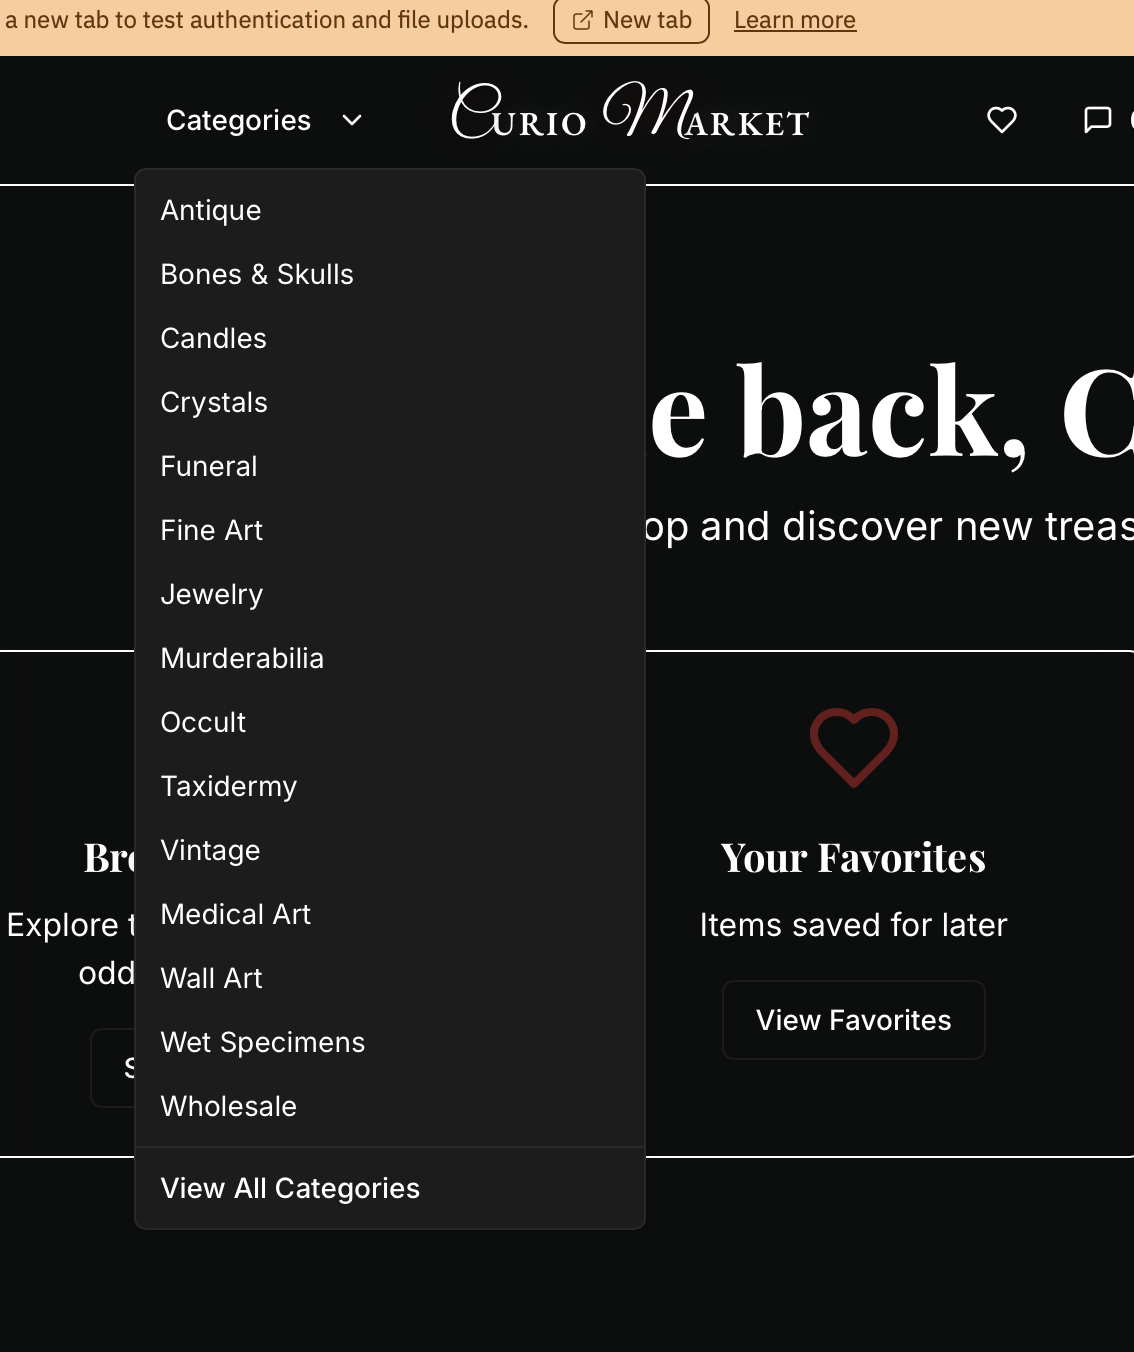 a new tab to test authentication and file uploads. New tab Learn more
Categories CURIO MARKET
Antique
Bones & Skulls
Candles
Crystals
Funeral
Fine Art
Jewelry
Murderabilia
Occult
Taxidermy
Vintage
Medical Art
Wall Art
Wet Specimens
Wholesale
View All Categories
e back, C
op and discover new treas
Bro
Explore t
odd
S
Your Favorites
Items saved for later
View Favorites